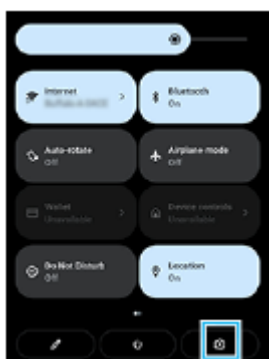 Internet
Bluetooth
On
Auto-rotate
Off
Airplane mode
Off
Wallet
Unavailable
Device controls
Unavailable
Do Not Disturb
Off
Location
On